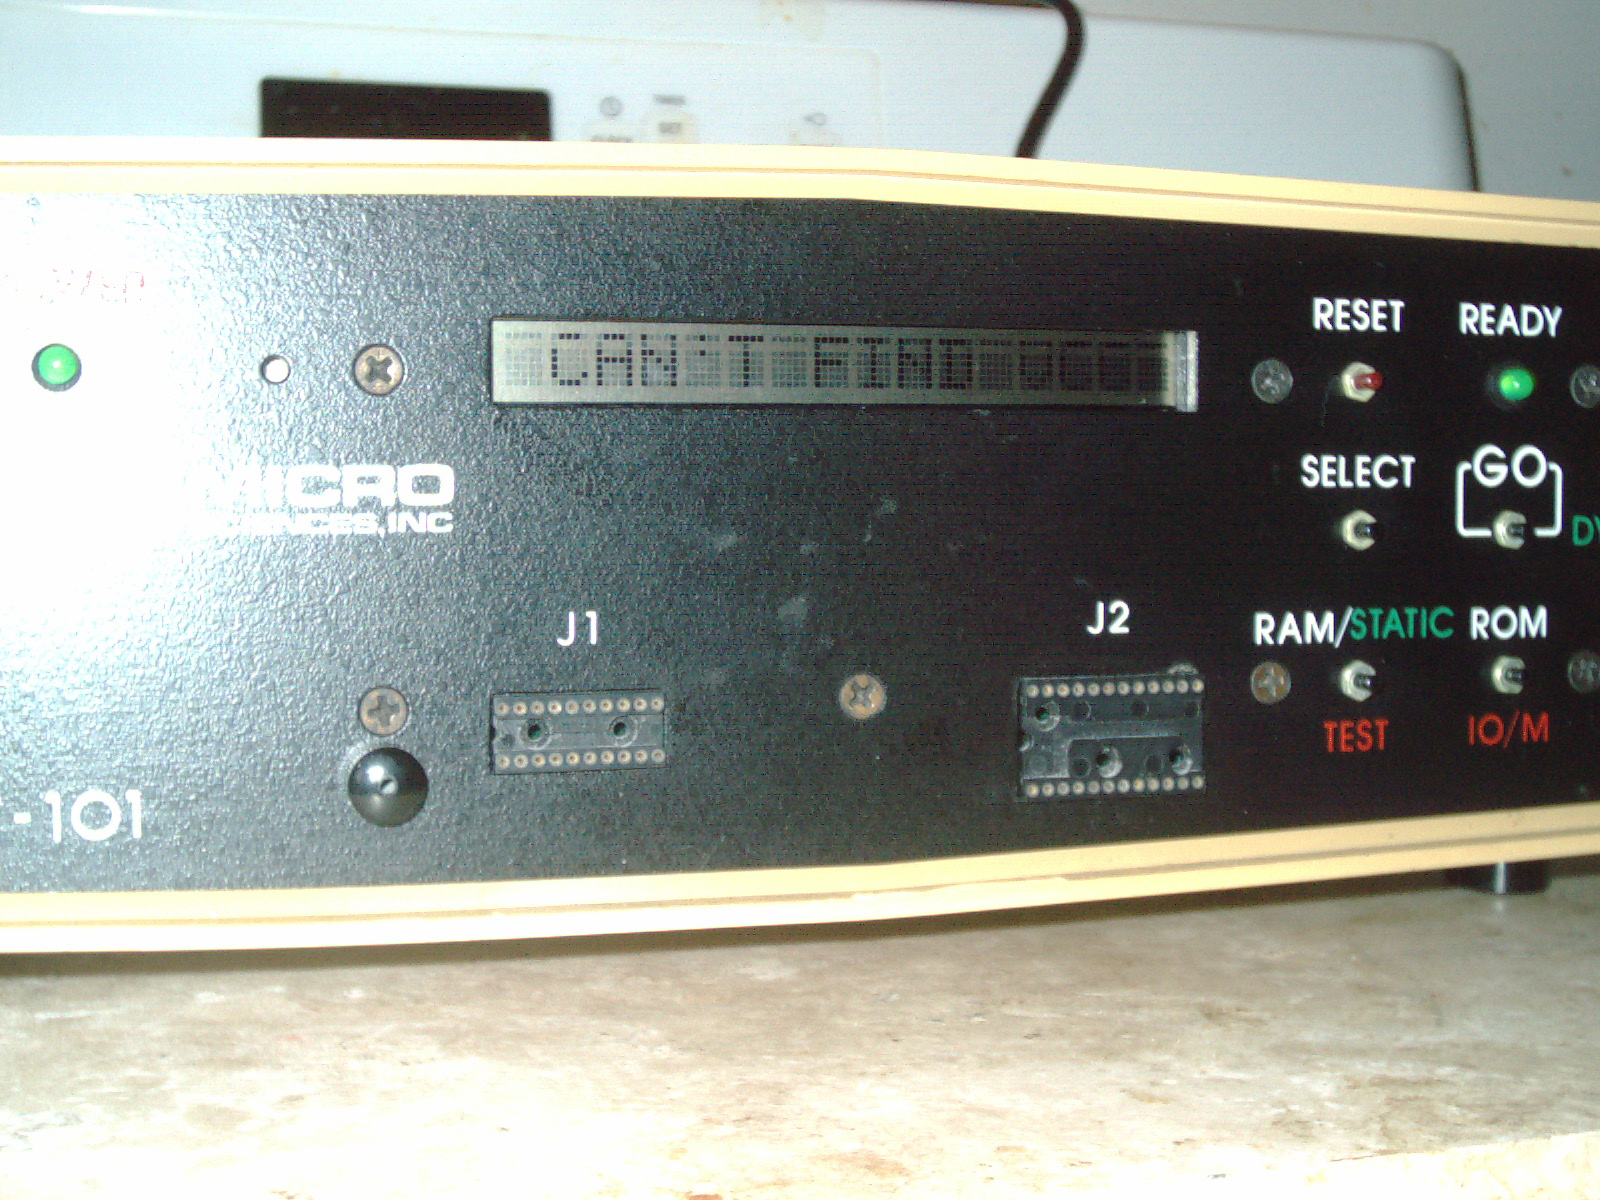 CAN'T FIND
RESET READY
MICRO
SELECT GO
J1 J2
RAM/STATIC ROM
TEST IO/M
-101